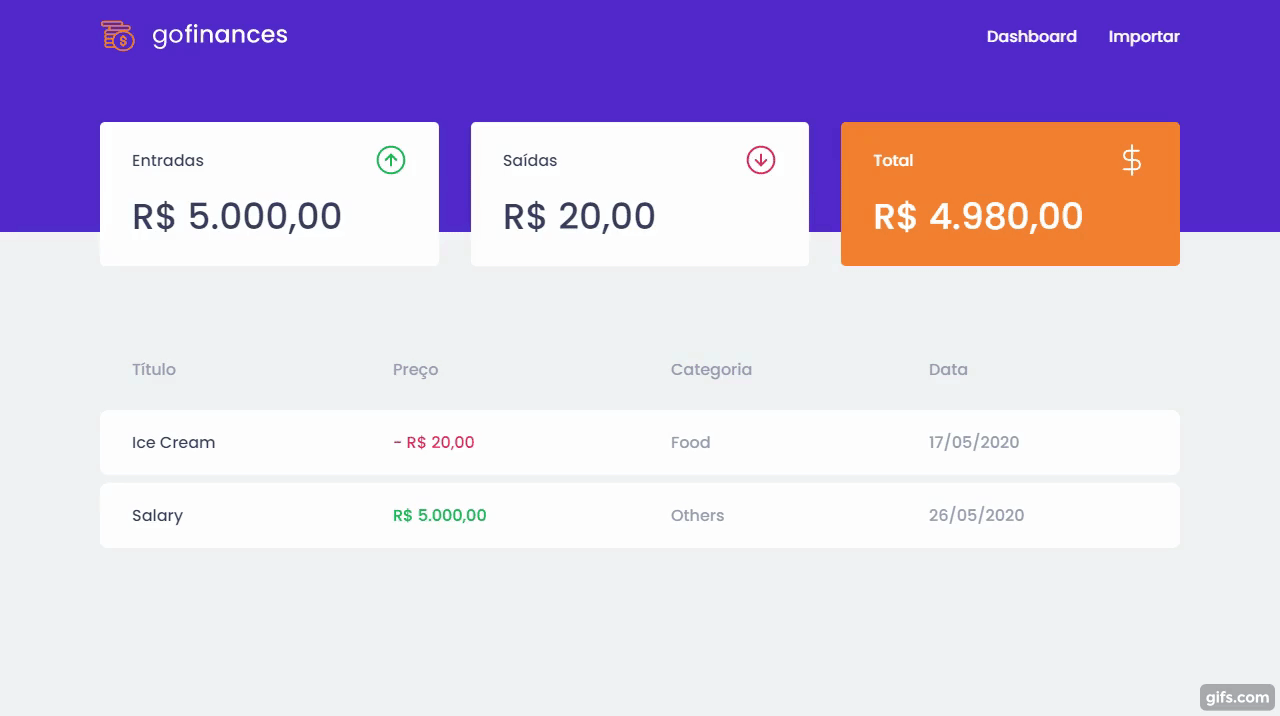 gofinances Dashboard Importar
Entradas
R$ 5.000,00
Saídas
R$ 20,00
Total
R$ 4.980,00
Título Preço Categoria Data
Ice Cream - R$ 20,00 Food 17/05/2020
Salary R$ 5.000,00 Others 26/05/2020
gifs.com